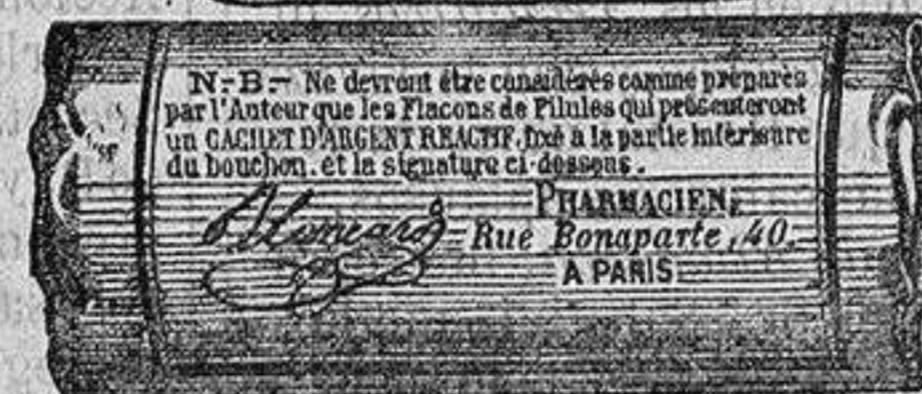 N-B.- Ne devront être considérés comme préparés
par l'Auteur que les Flacons de Pilules qui présenteront
un CACHET D'ARGENT REACTIF, fixé à la partie inférieure
du bouchon, et la signature ci-dessous.
Blancard
PHARMACIEN,
Rue Bonaparte, 40.
A PARIS